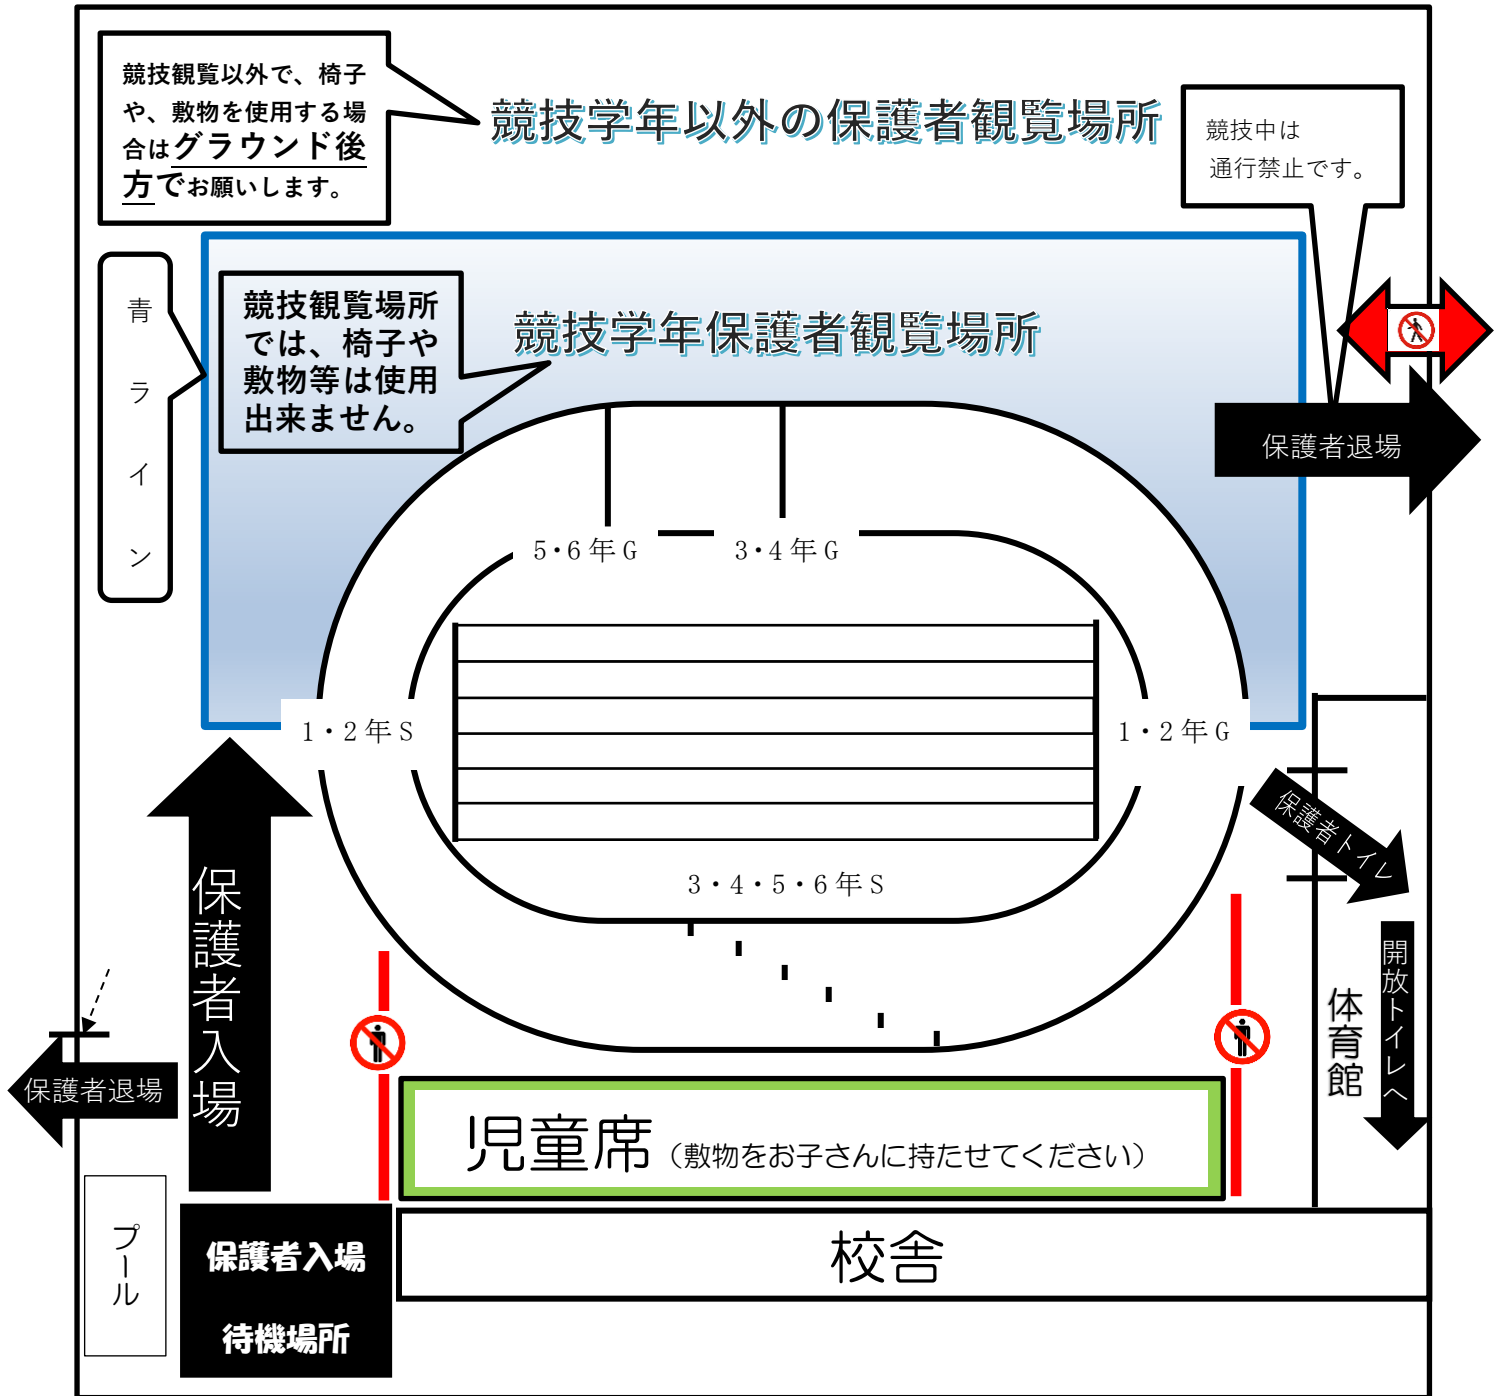 競技観覧以外で、椅子
や、敷物を使用する場
合はグラウンド後
方でお願いします。
競技学年以外の保護者観覧場所
競技中は
通行禁止です。
青ライン
競技観覧場所
では、椅子や
敷物等は使用
出来ません。
競技学年保護者観覧場所
保護者退場
5・6年G
3・4年G
1・2年S
1・2年G
保護者トイレ
3・4・5・6年S
保護者入場
開放トイレへ
体育館
保護者退場
児童席（敷物をお子さんに持たせてください）
プール
保護者入場
待機場所
校舎